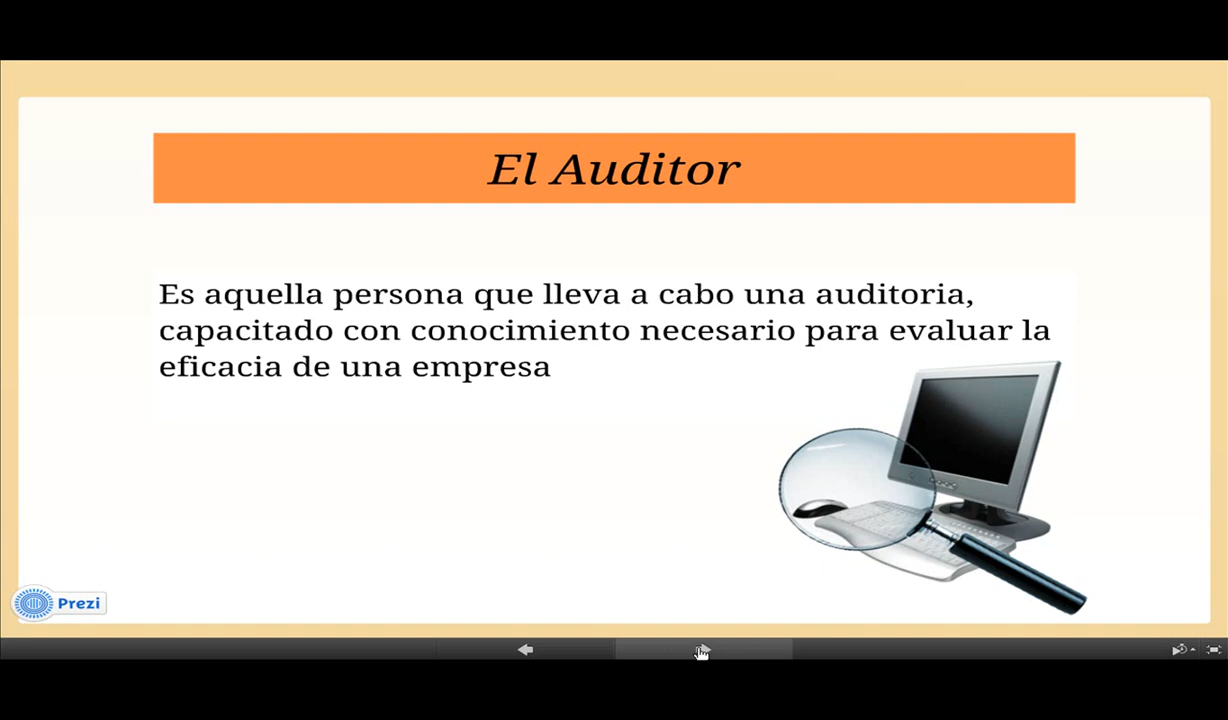 El Auditor
Es aquella persona que lleva a cabo una auditoria,
capacitado con conocimiento necesario para evaluar la
eficacia de una empresa
Prezi